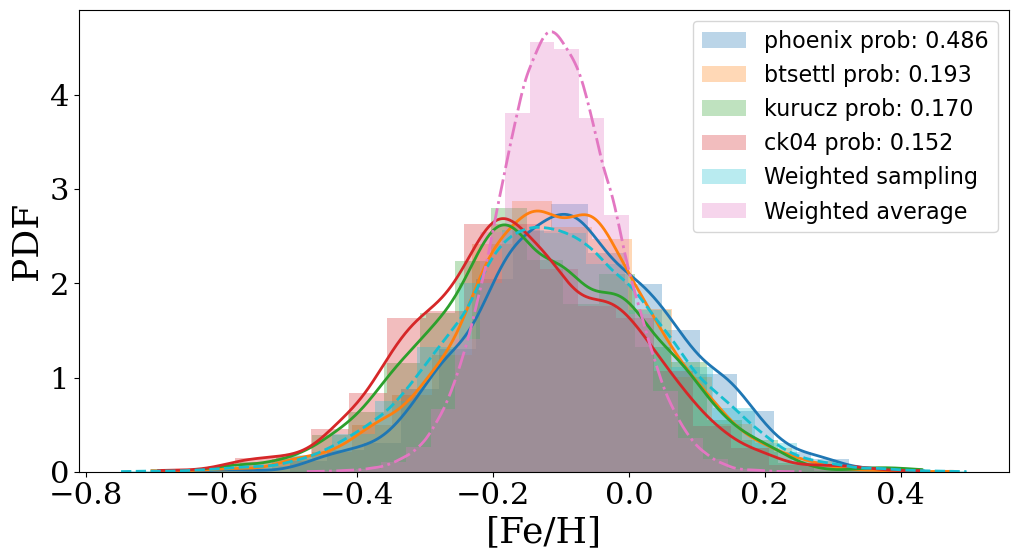 phoenix prob: 0.486
btsettl prob: 0.193
kurucz prob: 0.170
ck04 prob: 0.152
Weighted sampling
Weighted average
PDF
4
3
2
1
0
−0.8 −0.6 −0.4 −0.2 0.0 0.2 0.4
[Fe/H]